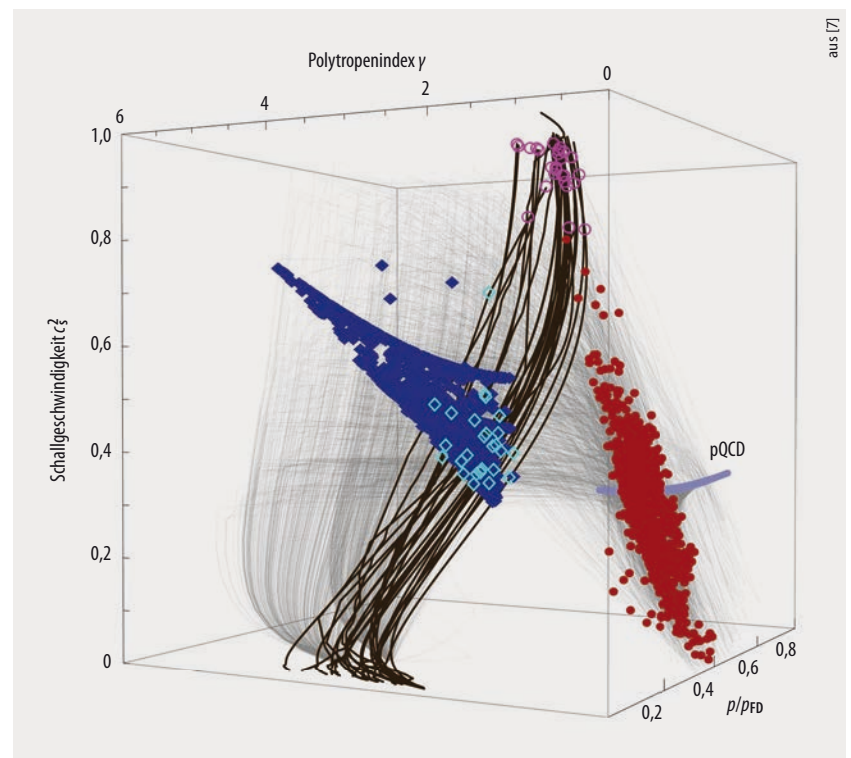 aus [7]
Polytropenindex γ
6
4
2
0
1,0
0,8
0,6
0,4
0,2
0
Schallgeschwindigkeit c²ₛ
pQCD
0,2
0,4
0,6
0,8
p/pFD